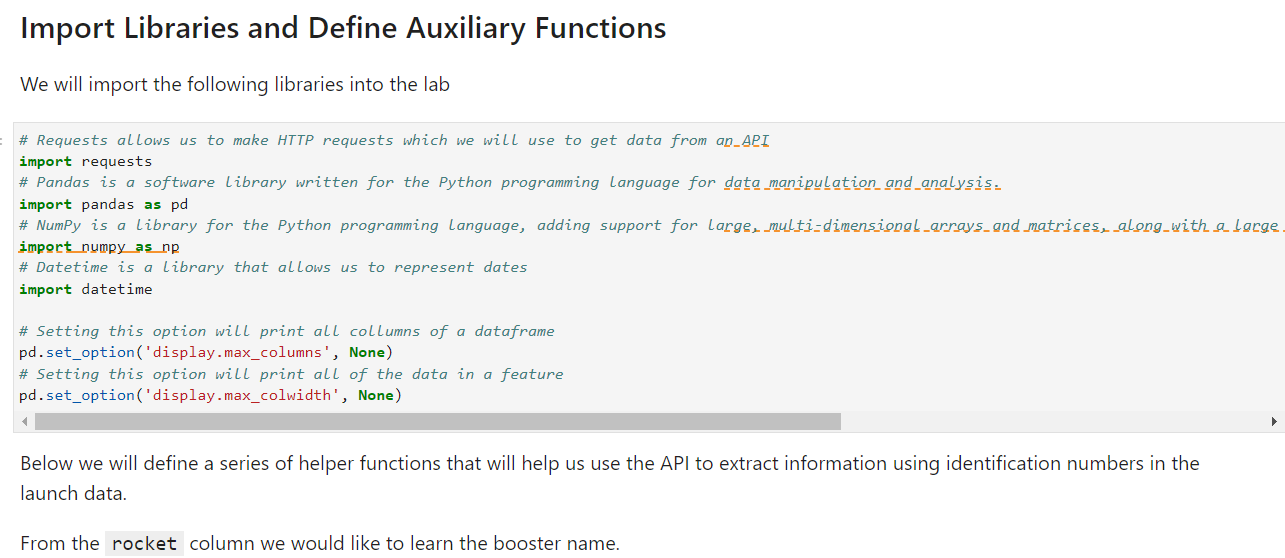 Import Libraries and Define Auxiliary Functions
We will import the following libraries into the lab
# Requests allows us to make HTTP requests which we will use to get data from an API
import requests
# Pandas is a software library written for the Python programming language for data manipulation and analysis.
import pandas as pd
# NumPy is a library for the Python programming language, adding support for large, multi-dimensional arrays and matrices, along with a large
import numpy as np
# Datetime is a library that allows us to represent dates
import datetime
# Setting this option will print all collumns of a dataframe
pd.set_option('display.max_columns', None)
# Setting this option will print all of the data in a feature
pd.set_option('display.max_colwidth', None)
Below we will define a series of helper functions that will help us use the API to extract information using identification numbers in the
launch data.
From the rocket column we would like to learn the booster name.